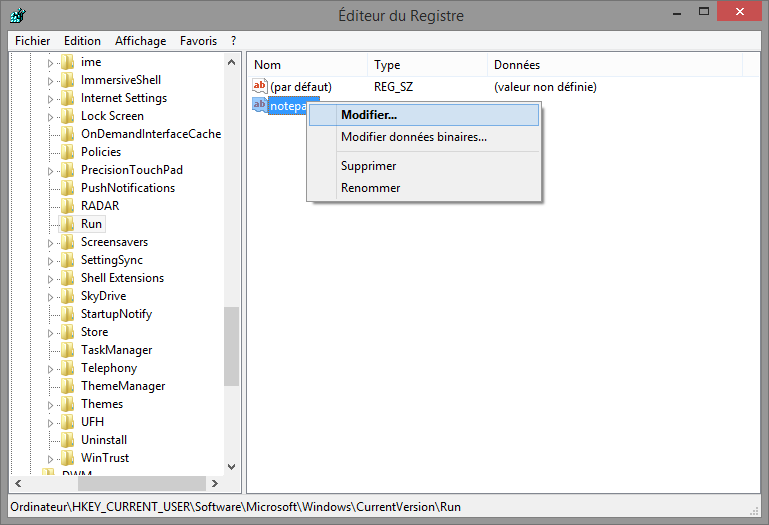 Éditeur du Registre
Fichier Edition Affichage Favoris ?
ime
ImmersiveShell
Internet Settings
Lock Screen
OnDemandInterfaceCache
Policies
PrecisionTouchPad
PushNotifications
RADAR
Run
Screensavers
SettingSync
Shell Extensions
SkyDrive
StartupNotify
Store
TaskManager
Telephony
ThemeManager
Themes
UFH
Uninstall
WinTrust
DWM
Nom Type Données
ab (par défaut) REG_SZ (valeur non définie)
ab notepa
Modifier...
Modifier données binaires...
Supprimer
Renommer
Ordinateur\HKEY_CURRENT_USER\Software\Microsoft\Windows\CurrentVersion\Run